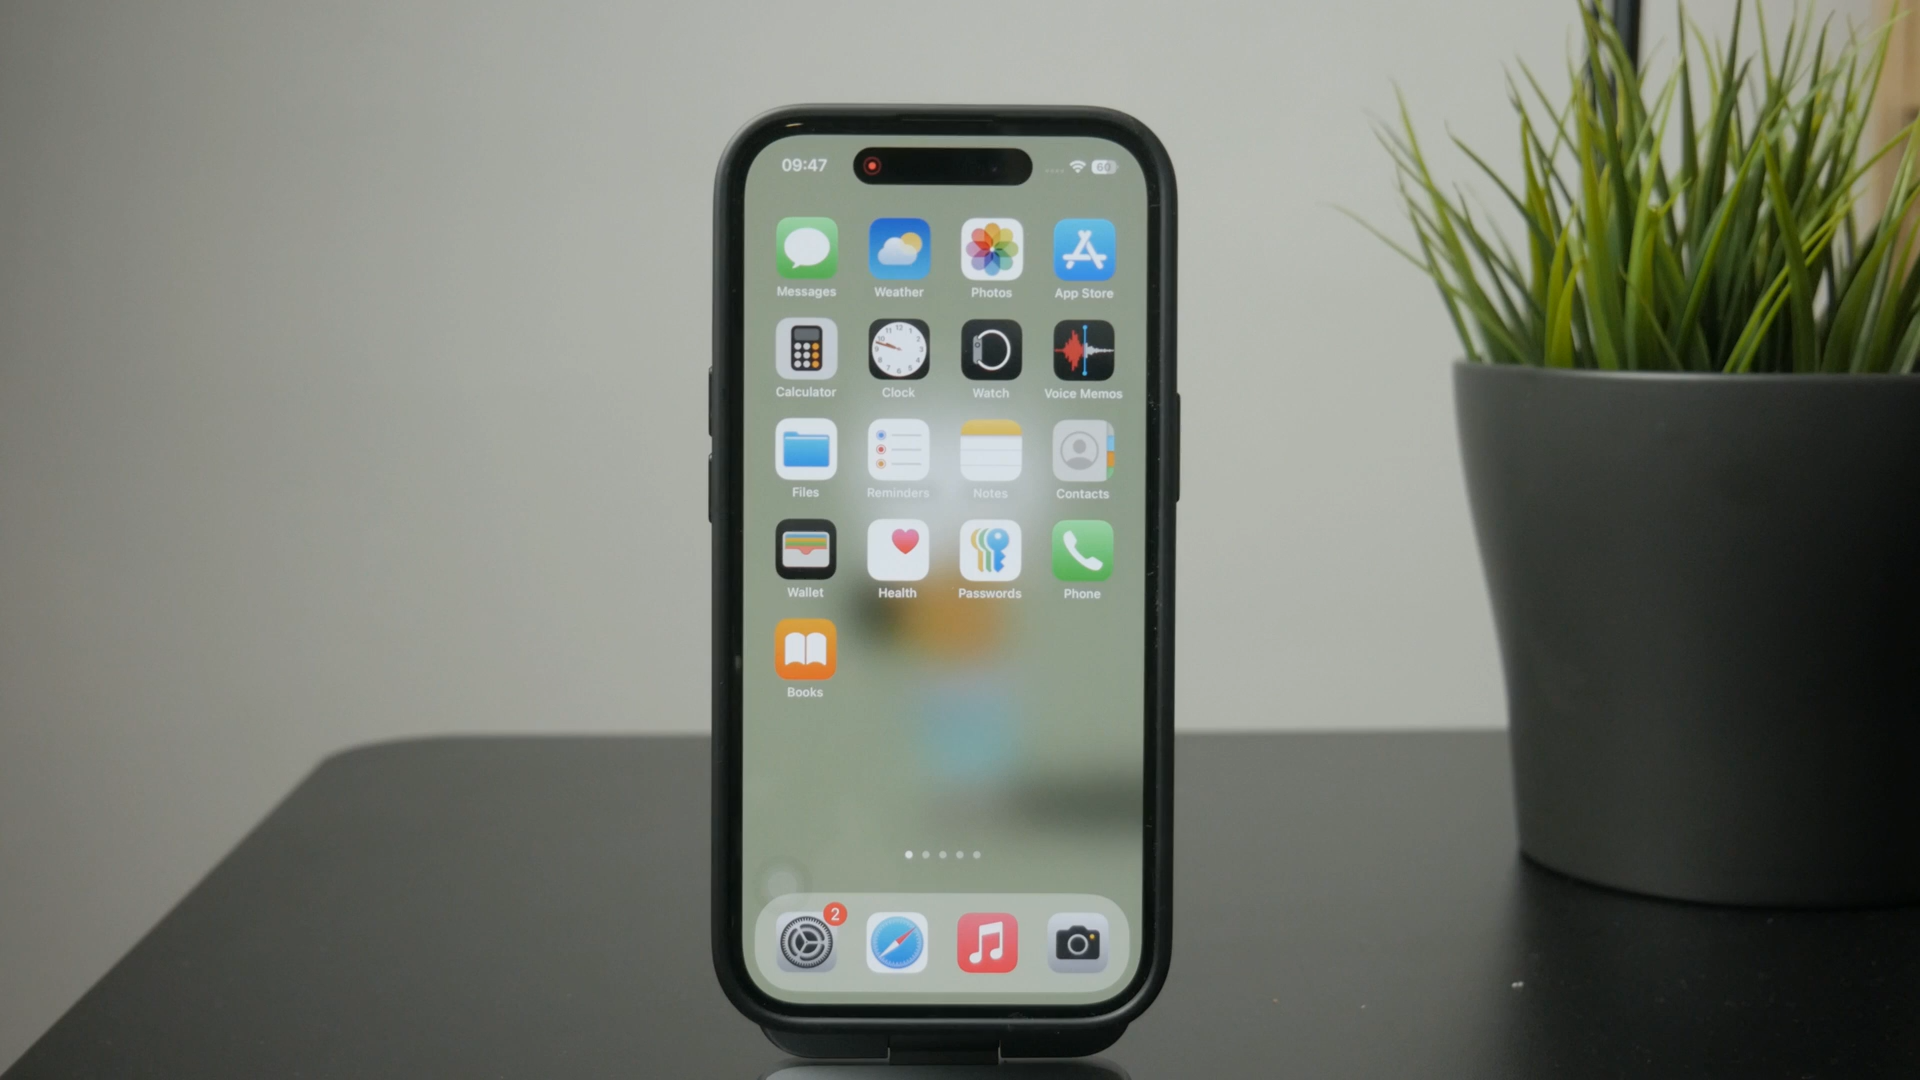 09:47 60
Messages Weather Photos App Store
Calculator Clock Watch Voice Memos
Files Reminders Notes Contacts
Wallet Health Passwords Phone
Books
2